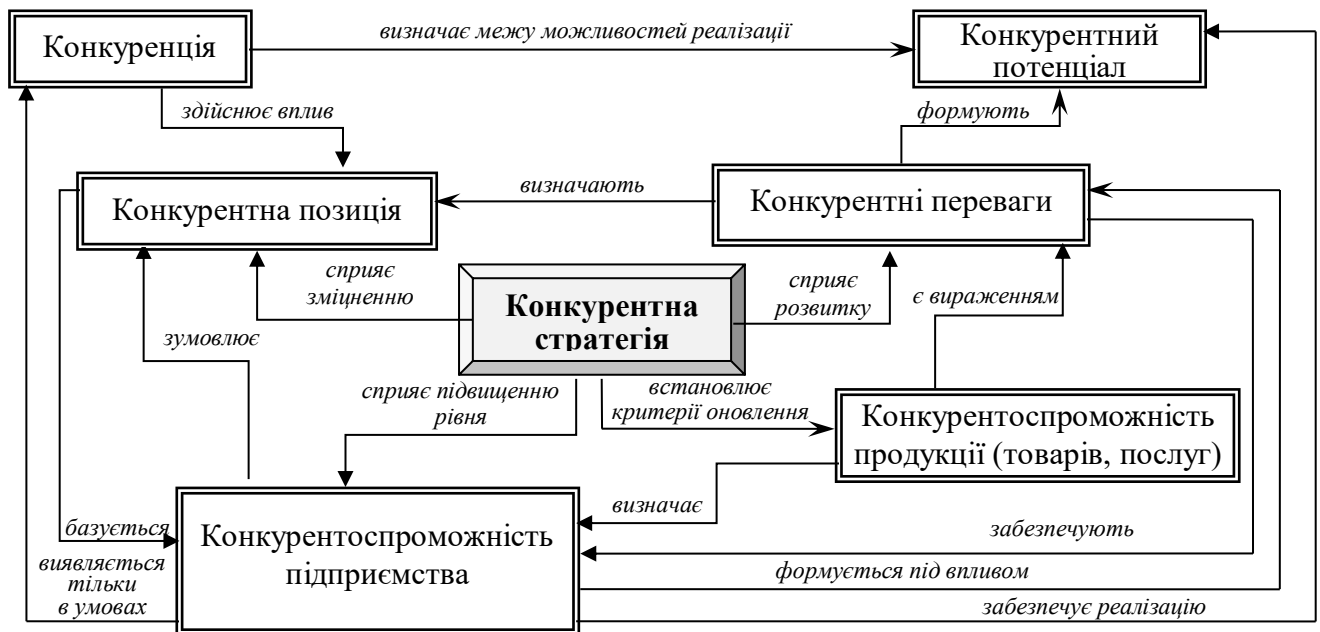 визначає межу можливостей реалізації
Конкуренція
Конкурентний
потенціал
здійснює вплив
формують
Конкурентна позиція
визначають
Конкурентні переваги
сприяє
зміцненню
Конкурентна
стратегія
сприяє
розвитку
є вираженням
зумовлює
сприяє підвищенню
рівня
встановлює
критерії оновлення
Конкурентоспроможність
продукції (товарів, послуг)
визначає
базується
Конкурентоспроможність
підприємства
забезпечують
виявляється
тільки
в умовах
формується під впливом
забезпечує реалізацію